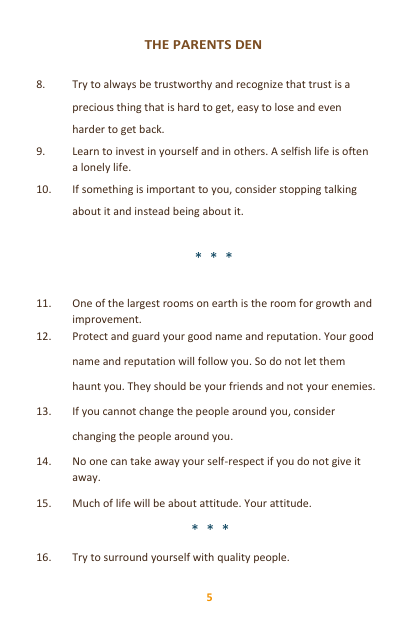 THE PARENTS DEN
8. Try to always be trustworthy and recognize that trust is a
precious thing that is hard to get, easy to lose and even
harder to get back.
9. Learn to invest in yourself and in others. A selfish life is often
a lonely life.
10. If something is important to you, consider stopping talking
about it and instead being about it.
* * *
11. One of the largest rooms on earth is the room for growth and
improvement.
12. Protect and guard your good name and reputation. Your good
name and reputation will follow you. So do not let them
haunt you. They should be your friends and not your enemies.
13. If you cannot change the people around you, consider
changing the people around you.
14. No one can take away your self-respect if you do not give it
away.
15. Much of life will be about attitude. Your attitude.
* * *
16. Try to surround yourself with quality people.
5